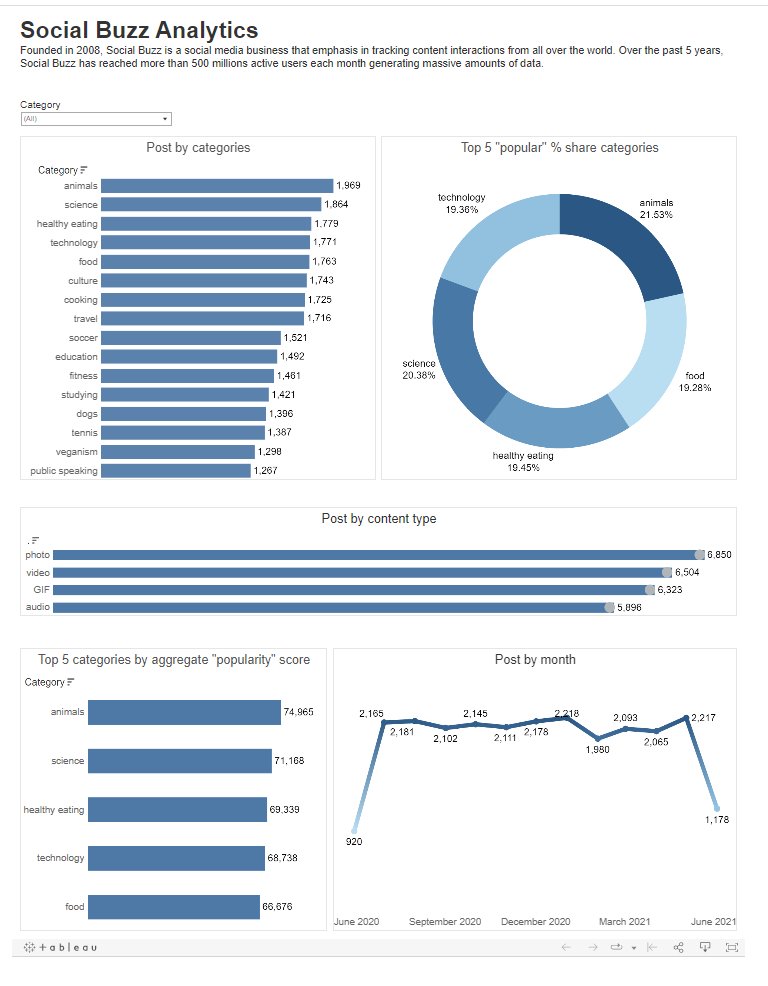 Social Buzz Analytics
Founded in 2008, Social Buzz is a social media business that emphasis in tracking content interactions from all over the world. Over the past 5 years,
Social Buzz has reached more than 500 millions active users each month generating massive amounts of data.
Category
(All)
Post by categories
Category
animals 1,969
science 1,864
healthy eating 1,779
technology 1,771
food 1,763
culture 1,743
cooking 1,725
travel 1,716
soccer 1,521
education 1,492
fitness 1,461
studying 1,421
dogs 1,396
tennis 1,387
veganism 1,298
public speaking 1,267
Top 5 "popular" % share categories
technology
19.36%
animals
21.53%
science
20.38%
food
19.28%
healthy eating
19.45%
Post by content type
.
photo 6,850
video 6,504
GIF 6,323
audio 5,896
Top 5 categories by aggregate "popularity" score
Category
animals 74,965
science 71,168
healthy eating 69,339
technology 68,738
food 66,676
Post by month
2,165 2,145 2,218 2,093 2,217
2,181 2,102 2,111 2,178 1,980 2,065
920 1,178
June 2020 September 2020 December 2020 March 2021 June 2021
+ableau